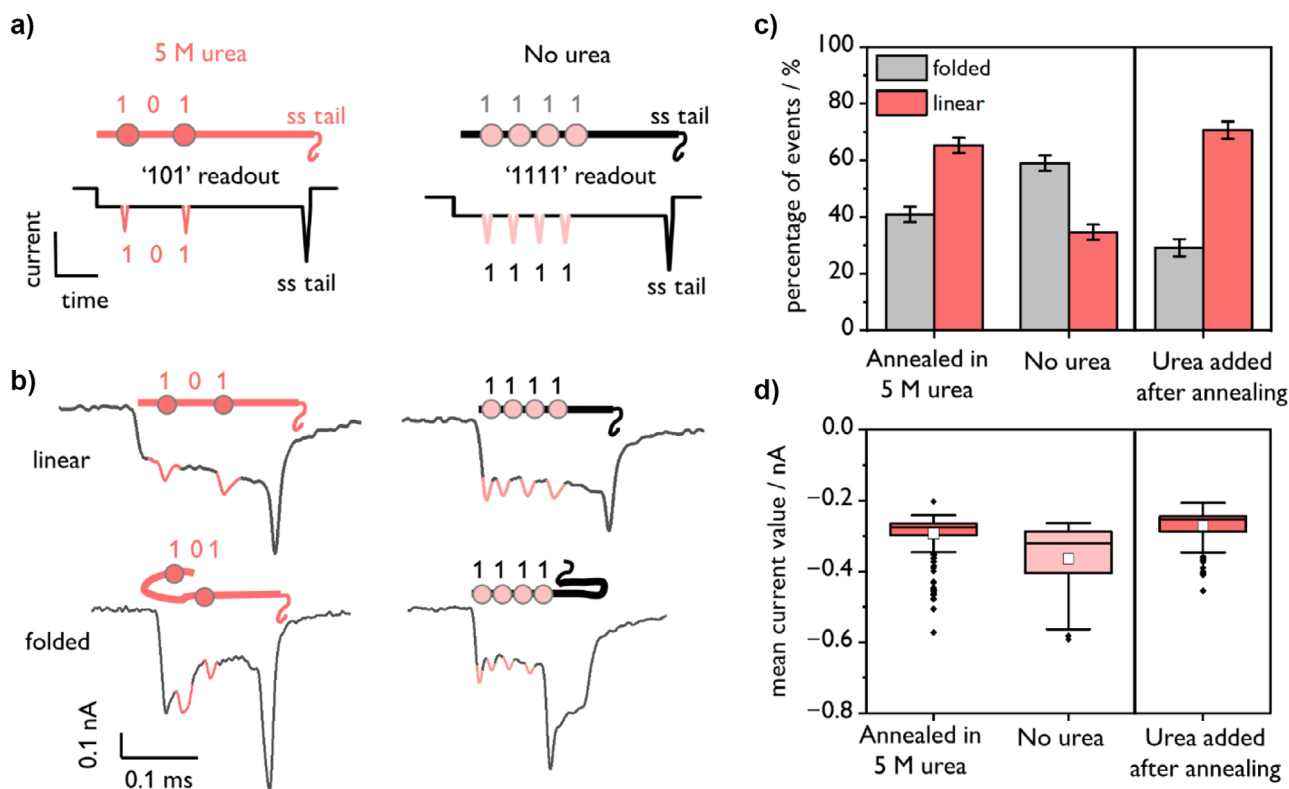 a)
5 M urea
1 0 1
ss tail
'101' readout
1 0 1
ss tail
current
time
No urea
1 1 1 1
ss tail
'1111' readout
1 1 1 1
ss tail
b)
1 0 1
1 1 1 1
linear
1 0 1
1 1 1 1
folded
0.1 nA
0.1 ms
c)
percentage of events / %
100
80
60
40
20
0
folded
linear
Annealed in
5 M urea
No urea
Urea added
after annealing
d)
mean current value / nA
0.0
−0.2
−0.4
−0.6
−0.8
Annealed in
5 M urea
No urea
Urea added
after annealing